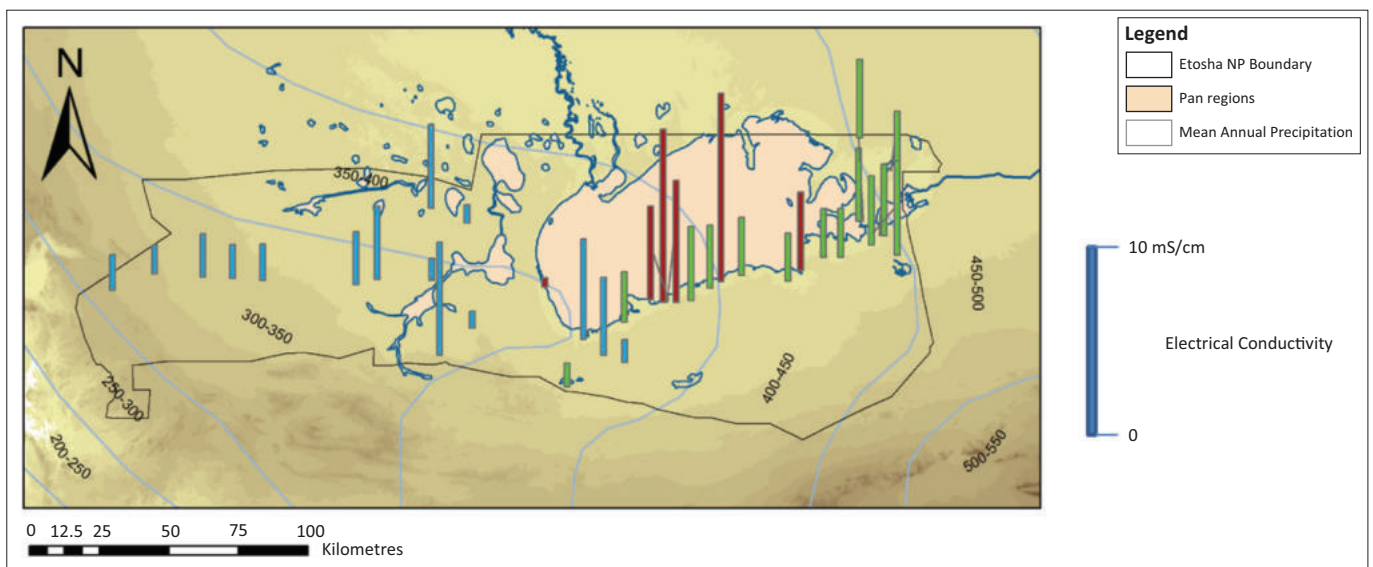 N
350-400
300-350
250-300
200-250
400-450
450-500
500-550
0 12.5 25 50 75 100
Kilometres
Legend
Etosha NP Boundary
Pan regions
Mean Annual Precipitation
10 mS/cm
Electrical Conductivity
0